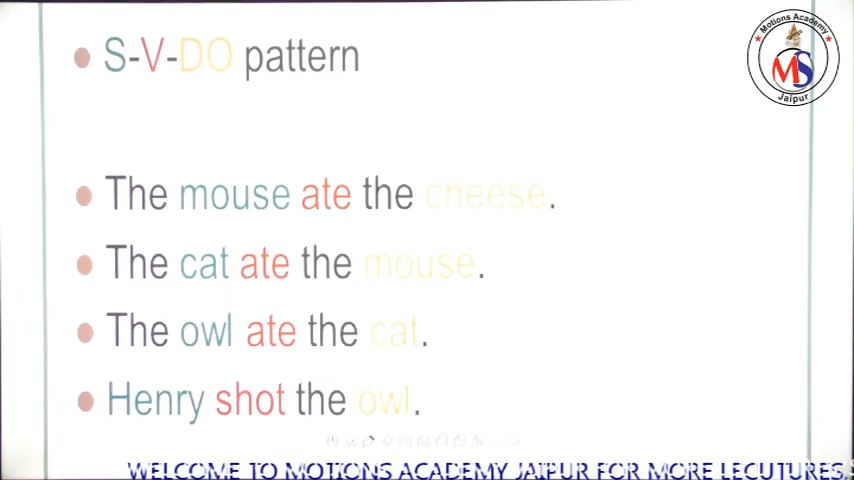 S-V-DO pattern
Motions Academy
MS
Jaipur
The mouse ate the cheese.
The cat ate the mouse.
The owl ate the cat.
Henry shot the owl.
WELCOME TO MOTIONS ACADEMY JAIPUR FOR MORE LECUTURES,